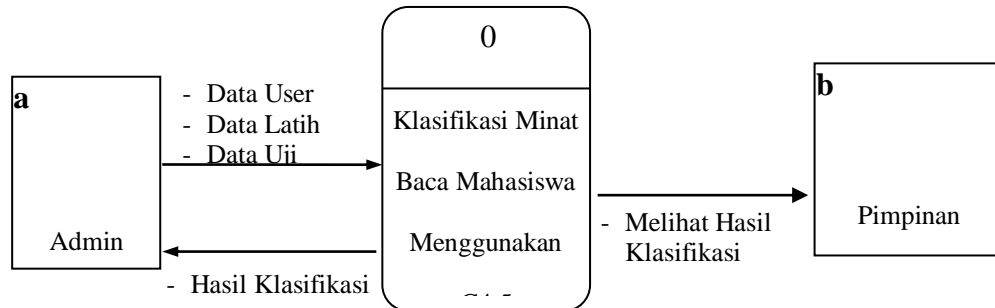 0
a
- Data User
- Data Latih
- Data Uji
Admin
- Hasil Klasifikasi
Klasifikasi Minat
Baca Mahasiswa
Menggunakan
- Melihat Hasil
Klasifikasi
b
Pimpinan